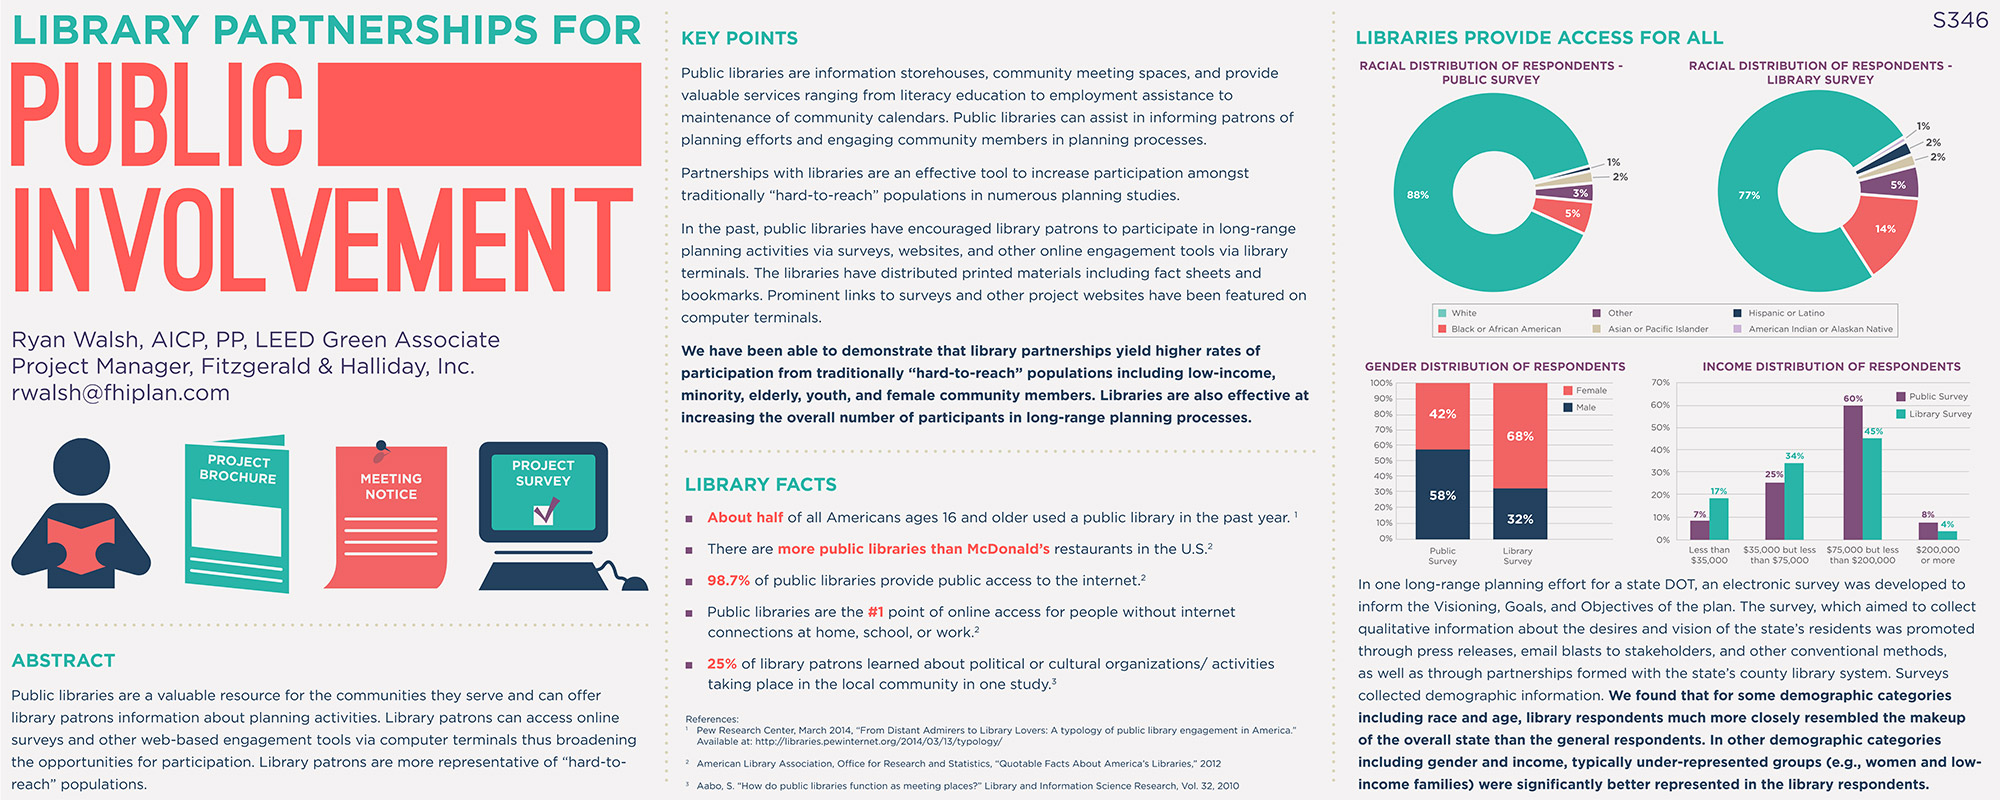 LIBRARY PARTNERSHIPS FOR
PUBLIC
INVOLVEMENT
Ryan Walsh, AICP, PP, LEED Green Associate
Project Manager, Fitzgerald & Halliday, Inc.
rwalsh@fhiplan.com
PROJECT
BROCHURE
MEETING
NOTICE
PROJECT
SURVEY
ABSTRACT
Public libraries are a valuable resource for the communities they serve and can offer
library patrons information about planning activities. Library patrons can access online
surveys and other web-based engagement tools via computer terminals thus broadening
the opportunities for participation. Library patrons are more representative of “hard-to-
reach” populations.
KEY POINTS
Public libraries are information storehouses, community meeting spaces, and provide
valuable services ranging from literacy education to employment assistance to
maintenance of community calendars. Public libraries can assist in informing patrons of
planning efforts and engaging community members in planning processes.
Partnerships with libraries are an effective tool to increase participation amongst
traditionally “hard-to-reach” populations in numerous planning studies.
In the past, public libraries have encouraged library patrons to participate in long-range
planning activities via surveys, websites, and other online engagement tools via library
terminals. The libraries have distributed printed materials including fact sheets and
bookmarks. Prominent links to surveys and other project websites have been featured on
computer terminals.
We have been able to demonstrate that library partnerships yield higher rates of
participation from traditionally “hard-to-reach” populations including low-income,
minority, elderly, youth, and female community members. Libraries are also effective at
increasing the overall number of participants in long-range planning processes.
LIBRARY FACTS
About half of all Americans ages 16 and older used a public library in the past year. 1
There are more public libraries than McDonald’s restaurants in the U.S.2
98.7% of public libraries provide public access to the internet.2
Public libraries are the #1 point of online access for people without internet
connections at home, school, or work.2
25% of library patrons learned about political or cultural organizations/ activities
taking place in the local community in one study.3
References:
1 Pew Research Center, March 2014, “From Distant Admirers to Library Lovers: A typology of public library engagement in America.”
Available at: http://libraries.pewinternet.org/2014/03/13/typology/
2 American Library Association, Office for Research and Statistics, “Quotable Facts About America’s Libraries,” 2012
3 Aabo, S. “How do public libraries function as meeting places?” Library and Information Science Research, Vol. 32, 2010
S346
LIBRARIES PROVIDE ACCESS FOR ALL
RACIAL DISTRIBUTION OF RESPONDENTS -
PUBLIC SURVEY
88%
1%
2%
3%
5%
RACIAL DISTRIBUTION OF RESPONDENTS -
LIBRARY SURVEY
77%
1%
2%
2%
5%
14%
White
Other
Hispanic or Latino
Black or African American
Asian or Pacific Islander
American Indian or Alaskan Native
GENDER DISTRIBUTION OF RESPONDENTS
100%
90%
80%
70%
60%
50%
40%
30%
20%
10%
0%
42%
58%
68%
32%
Female
Male
Public
Survey
Library
Survey
INCOME DISTRIBUTION OF RESPONDENTS
70%
60%
50%
40%
30%
20%
10%
0%
7%
17%
25%
34%
60%
45%
8%
4%
Public Survey
Library Survey
Less than
$35,000
$35,000 but less
than $75,000
$75,000 but less
than $200,000
$200,000
or more
In one long-range planning effort for a state DOT, an electronic survey was developed to
inform the Visioning, Goals, and Objectives of the plan. The survey, which aimed to collect
qualitative information about the desires and vision of the state’s residents was promoted
through press releases, email blasts to stakeholders, and other conventional methods,
as well as through partnerships formed with the state’s county library system. Surveys
collected demographic information. We found that for some demographic categories
including race and age, library respondents much more closely resembled the makeup
of the overall state than the general respondents. In other demographic categories
including gender and income, typically under-represented groups (e.g., women and low-
income families) were significantly better represented in the library respondents.